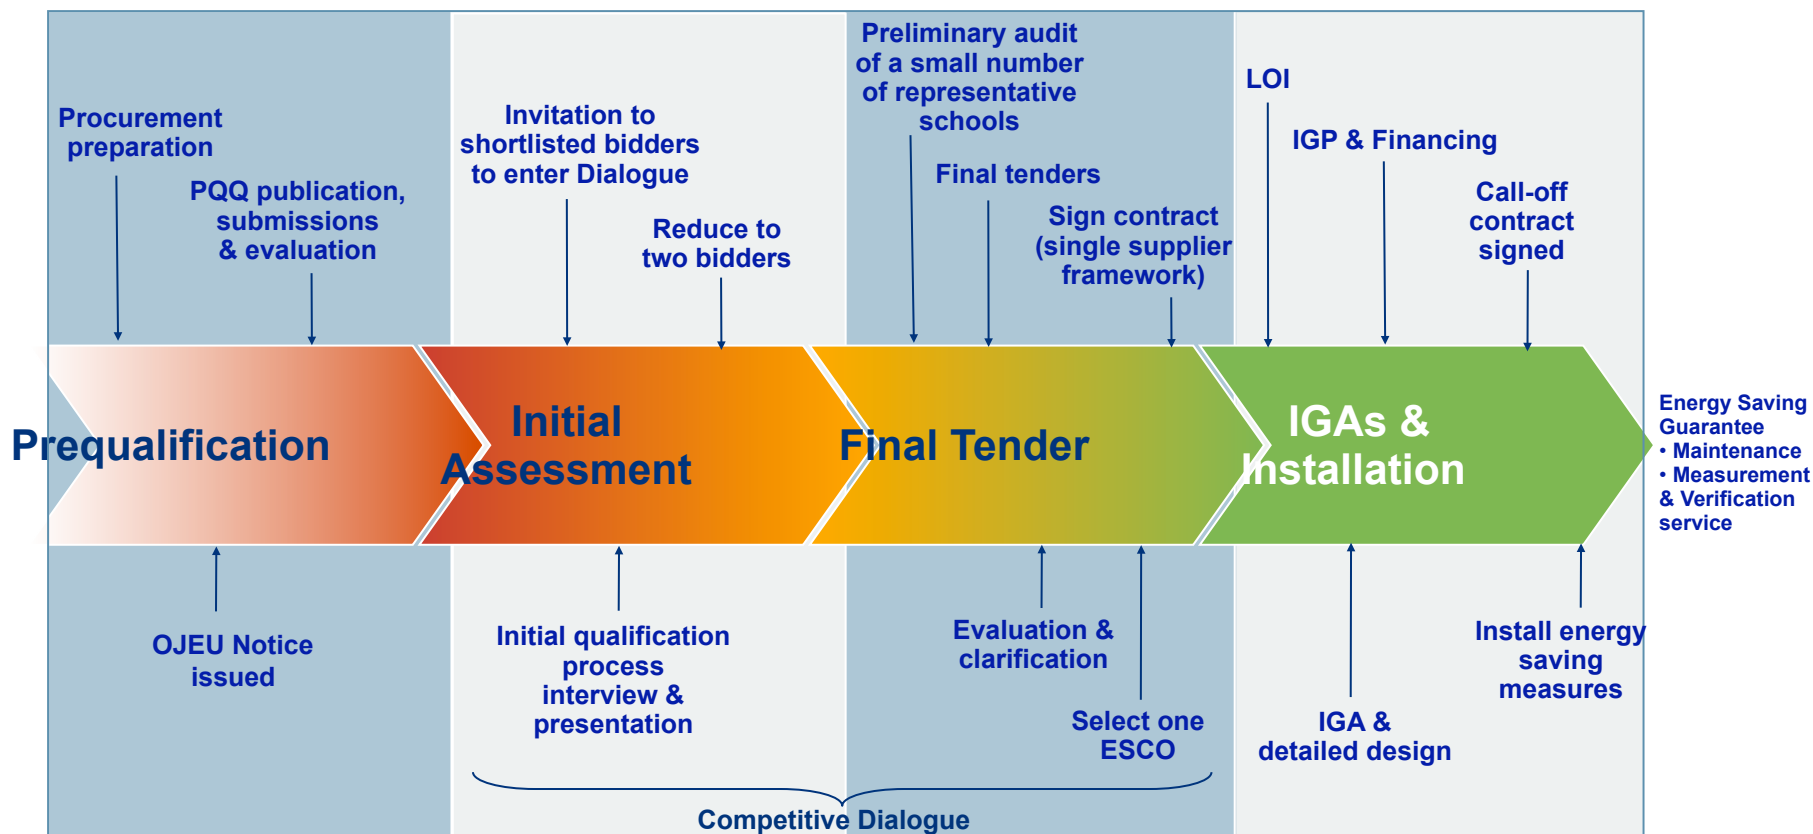 Procurement
preparation
PQQ publication,
submissions
& evaluation
Invitation to
shortlisted bidders
to enter Dialogue
Reduce to
two bidders
Preliminary audit
of a small number
of representative
schools
Final tenders
Sign contract
(single supplier
framework)
LOI
IGP & Financing
Call-off
contract
signed
Prequalification
Initial
Assessment
Final Tender
IGAs &
Installation
Energy Saving
Guarantee
• Maintenance
• Measurement
& Verification
service
OJEU Notice
issued
Initial qualification
process
interview &
presentation
Evaluation &
clarification
Select one
ESCO
IGA &
detailed design
Install energy
saving
measures
Competitive Dialogue